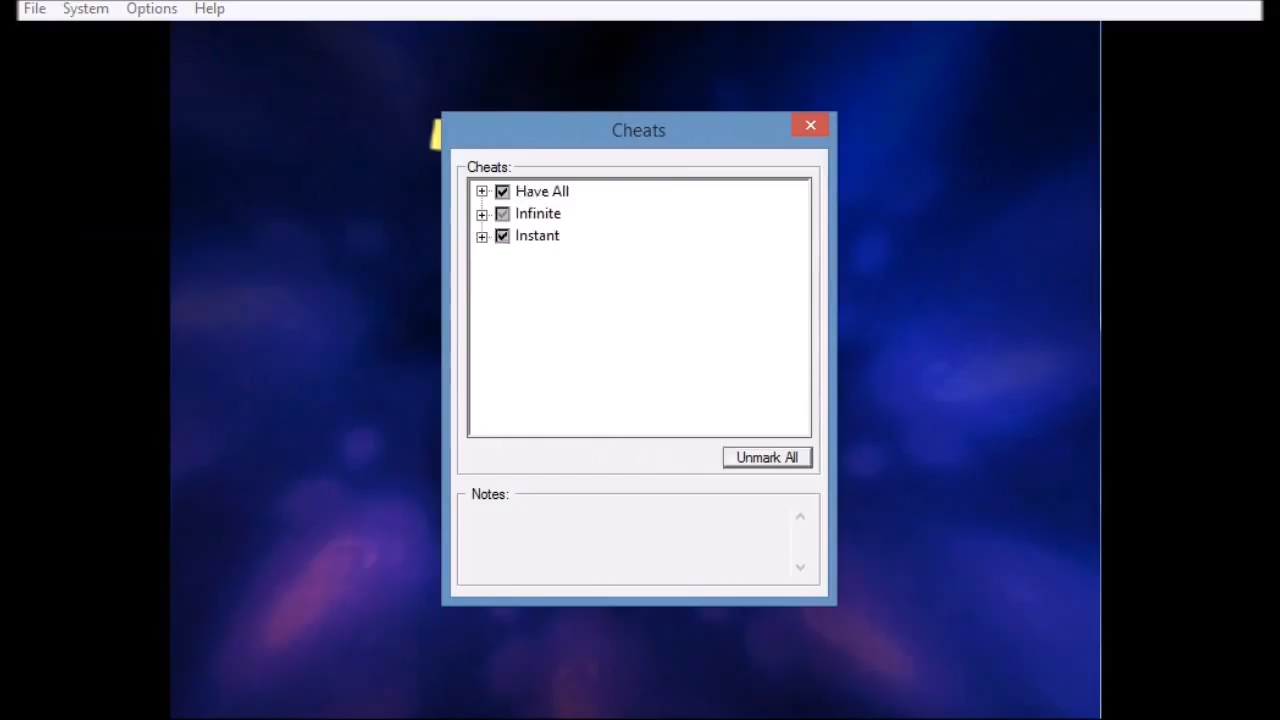 File System Options Help
Cheats
Cheats:
Have All
Infinite
Instant
Unmark All
Notes: